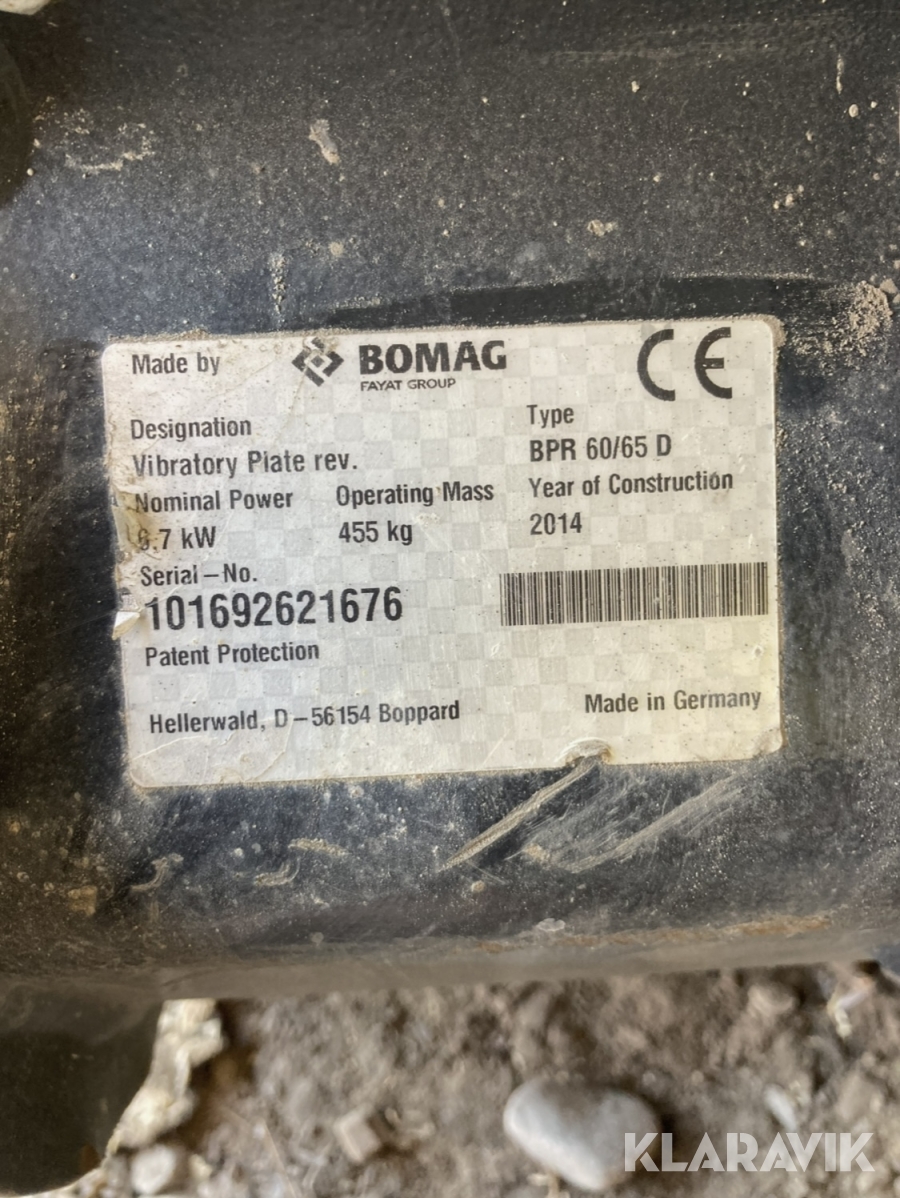 Made by BOMAG CE
FAYAT GROUP
Designation Type
Vibratory Plate rev. BPR 60/65 D
Nominal Power Operating Mass Year of Construction
kW 455 kg 2014
Serial-No.
101692621676
Patent Protection
Hellerwald, D-56154 Boppard Made in Germany
KLARAVIK